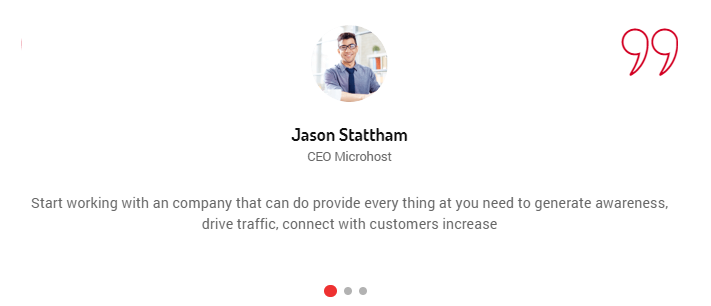 Jason Stattham
CEO Microhost
Start working with an company that can do provide every thing at you need to generate awareness,
drive traffic, connect with customers increase